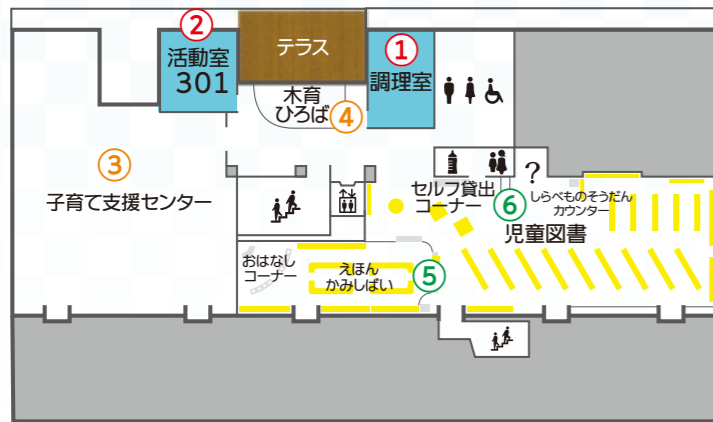 ②
活動室
301
テラス
①
調理室
木育
ひろば
④
③
子育て支援センター
?
セルフ貸出
コーナー
⑥
しらべものそうだん
カウンター
児童図書
おはなし
コーナー
えほん
かみしばい
⑤